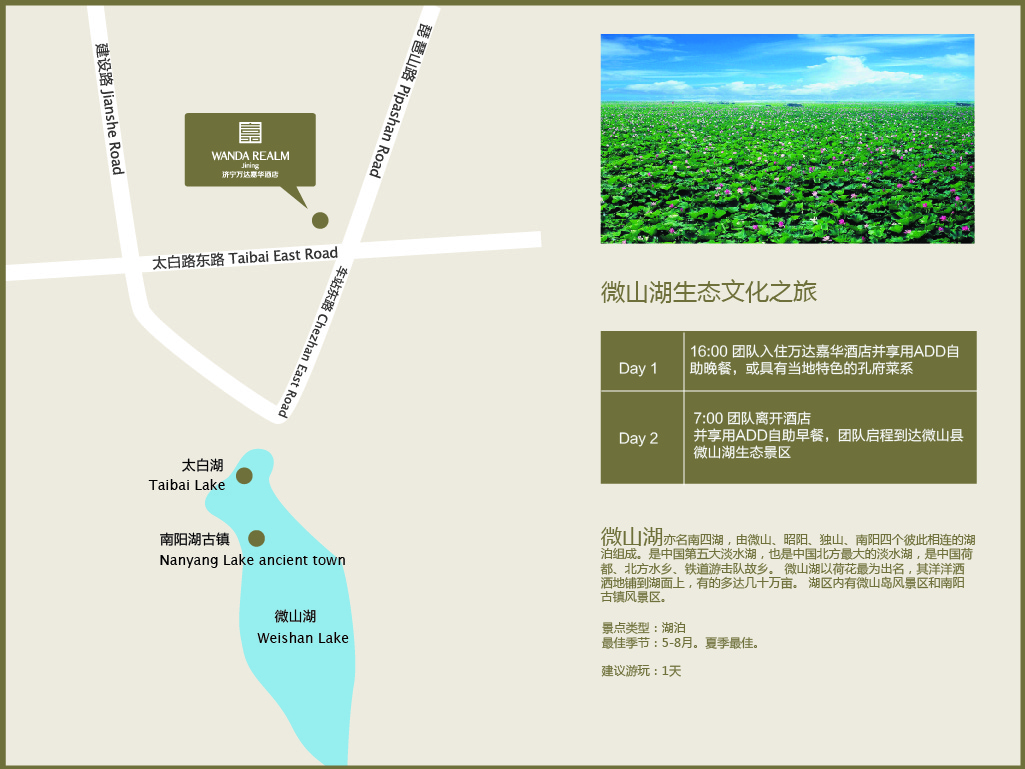 建设路 Jianshe Road
琵琶山路 Pipashan Road
WANDA REALM
Jining
济宁万达嘉华酒店
太白路东路 Taibai East Road
车站东路 Chezhan East Road
太白湖
Taibai Lake
南阳湖古镇
Nanyang Lake ancient town
微山湖
Weishan Lake
微山湖生态文化之旅
Day 1
16:00 团队入住万达嘉华酒店并享用ADD自
助晚餐，或具有当地特色的孔府菜系
Day 2
7:00 团队离开酒店
并享用ADD自助早餐，团队启程到达微山县
微山湖生态景区
微山湖亦名南四湖，由微山、昭阳、独山、南阳四个彼此相连的湖
泊组成。是中国第五大淡水湖，也是中国北方最大的淡水湖，是中国荷
都、北方水乡、铁道游击队故乡。 微山湖以荷花最为出名，其洋洋洒
洒地铺到湖面上，有的多达几十万亩。 湖区内有微山岛风景区和南阳
古镇风景区。
景点类型：湖泊
最佳季节：5-8月。夏季最佳。
建议游玩：1天